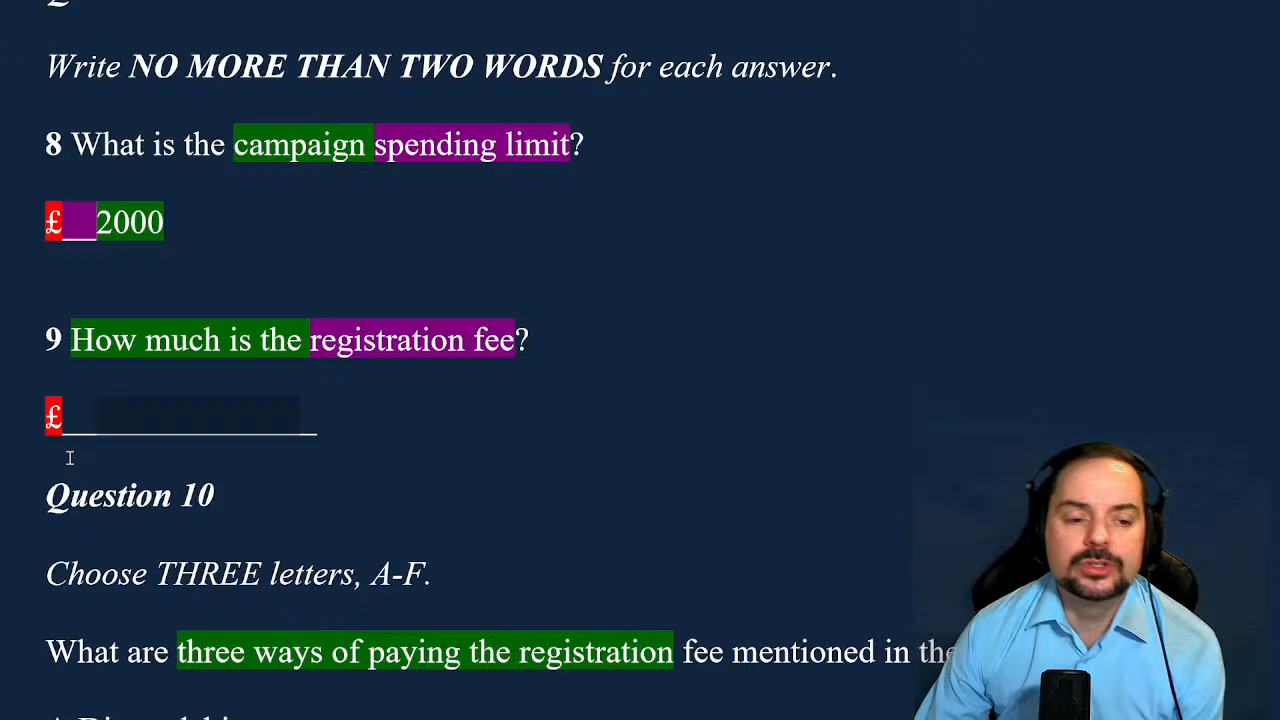 Write NO MORE THAN TWO WORDS for each answer.
8 What is the campaign spending limit?
£__2000
9 How much is the registration fee?
£
Question 10
Choose THREE letters, A-F.
What are three ways of paying the registration fee mentioned in the